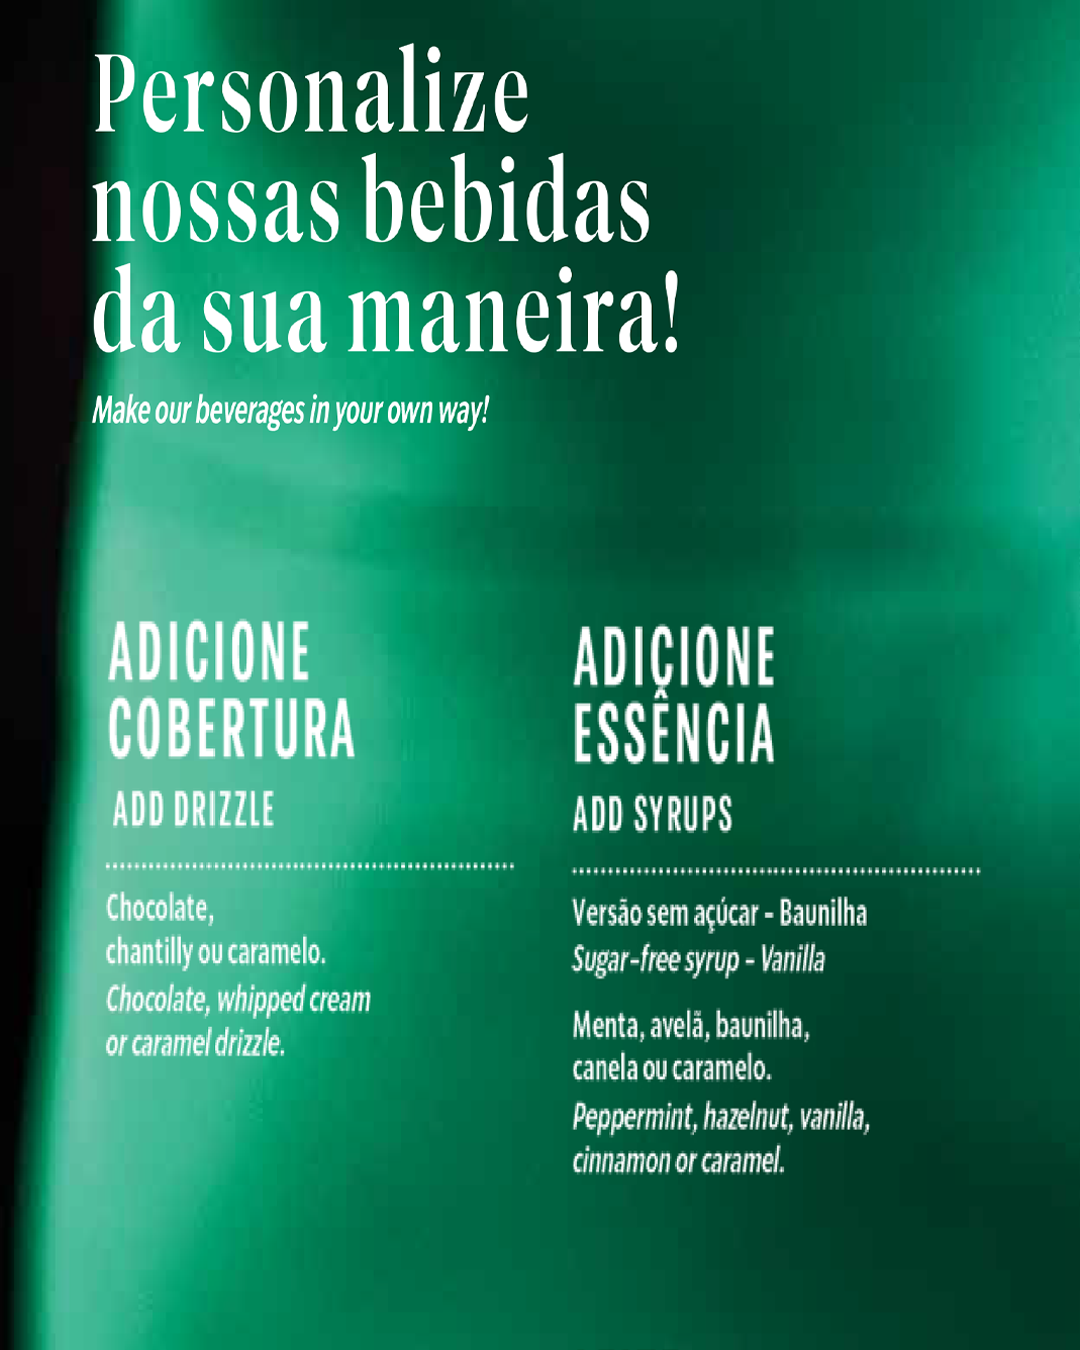 Personalize
nossas bebidas
da sua maneira!
Make our beverages in your own way!
ADICIONE
COBERTURA
ADD DRIZZLE
Chocolate,
chantilly ou caramelo.
Chocolate, whipped cream
or caramel drizzle.
ADICIONE
ESSÊNCIA
ADD SYRUPS
Versão sem açúcar - Baunilha
Sugar-free syrup - Vanilla
Menta, avelã, baunilha,
canela ou caramelo.
Peppermint, hazelnut, vanilla,
cinnamon or caramel.